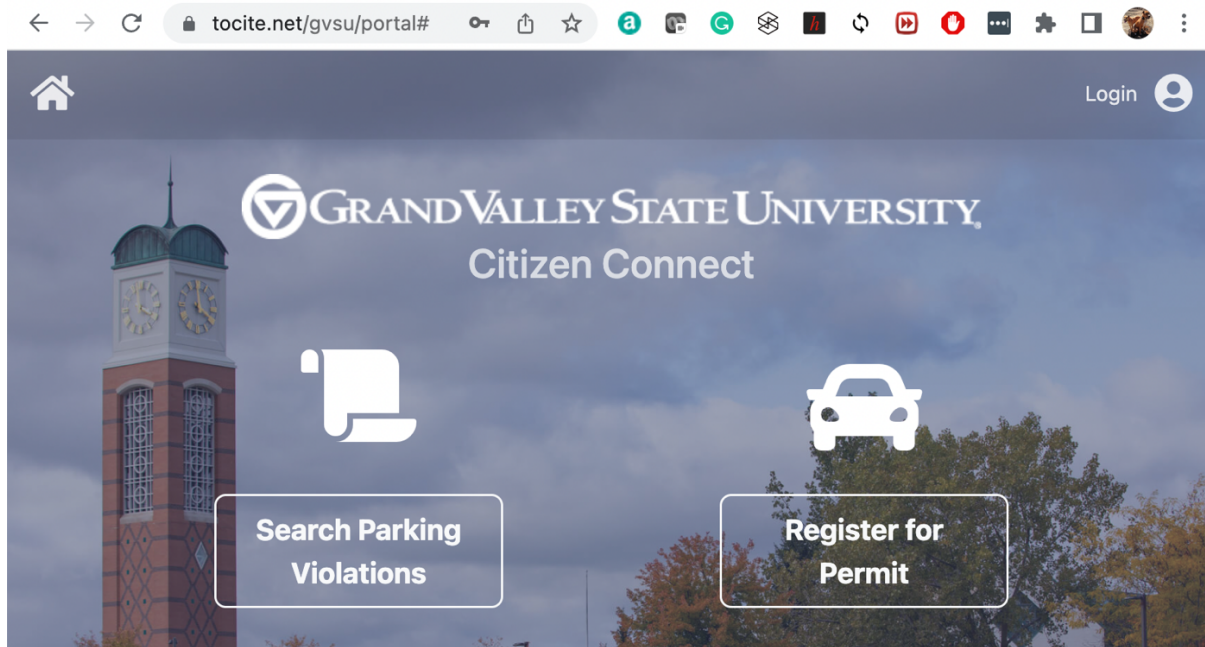 tocite.net/gvsu/portal#
Login
GRAND VALLEY STATE UNIVERSITY
Citizen Connect
Search Parking
Violations
Register for
Permit